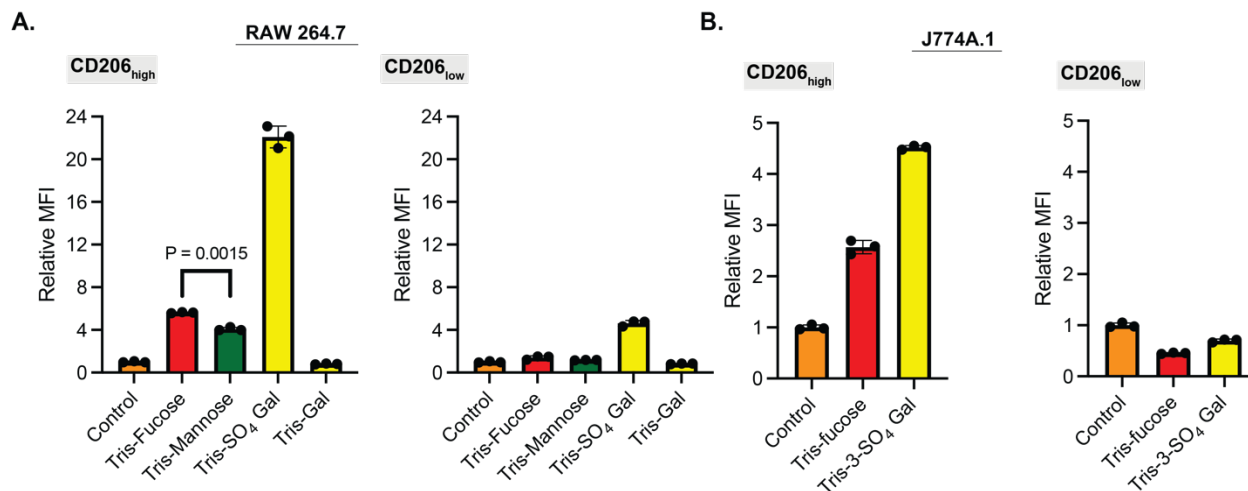 A.
RAW 264.7
CD206high
CD206low
Relative MFI
24
20
16
12
8
4
0
P = 0.0015
Control
Tris-Fucose
Tris-Mannose
Tris-SO4 Gal
Tris-Gal
Relative MFI
24
20
16
12
8
4
0
Control
Tris-Fucose
Tris-Mannose
Tris-SO4 Gal
Tris-Gal
B.
J774A.1
CD206high
CD206low
Relative MFI
5
4
3
2
1
0
Control
Tris-fucose
Tris-3-SO4 Gal
Relative MFI
5
4
3
2
1
0
Control
Tris-fucose
Tris-3-SO4 Gal